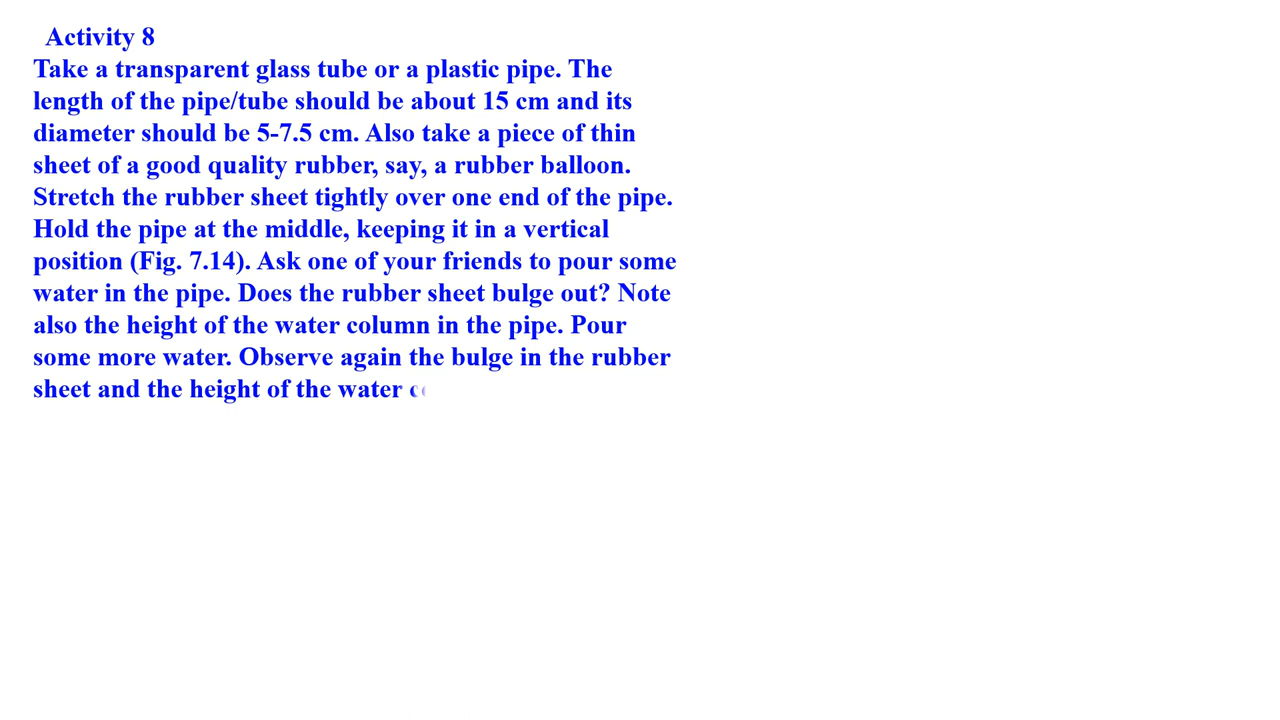 Activity 8
Take a transparent glass tube or a plastic pipe. The
length of the pipe/tube should be about 15 cm and its
diameter should be 5-7.5 cm. Also take a piece of thin
sheet of a good quality rubber, say, a rubber balloon.
Stretch the rubber sheet tightly over one end of the pipe.
Hold the pipe at the middle, keeping it in a vertical
position (Fig. 7.14). Ask one of your friends to pour some
water in the pipe. Does the rubber sheet bulge out? Note
also the height of the water column in the pipe. Pour
some more water. Observe again the bulge in the rubber
sheet and the height of the water